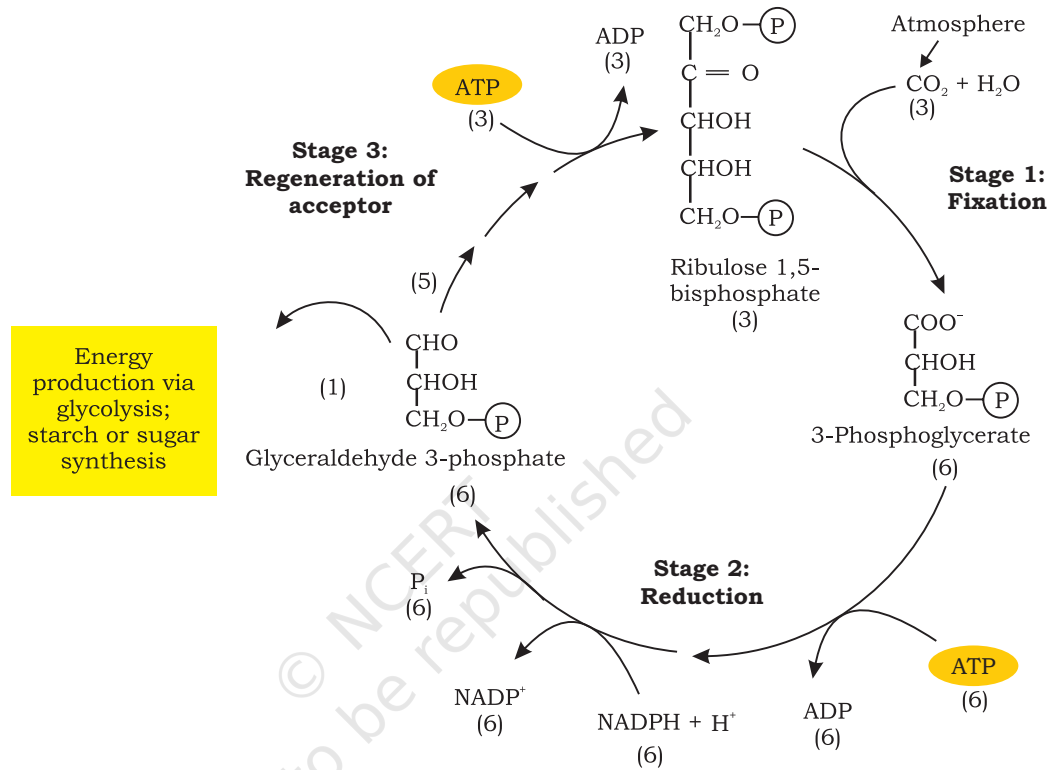 CH₂O—P
C = O
CHOH
CHOH
CH₂O—P
Ribulose 1,5-
bisphosphate
(3)
Atmosphere
CO₂ + H₂O
(3)
Stage 1:
Fixation
COO⁻
CHOH
CH₂O—P
3-Phosphoglycerate
(6)
ATP
(6)
ADP
(6)
Stage 2:
Reduction
NADPH + H⁺
(6)
NADP⁺
(6)
Pᵢ
(6)
CHO
CHOH
CH₂O—P
Glyceraldehyde 3-phosphate
(6)
(1)
Energy
production via
glycolysis;
starch or sugar
synthesis
(5)
Stage 3:
Regeneration of
acceptor
ATP
(3)
ADP
(3)
© NCERT
to be republished